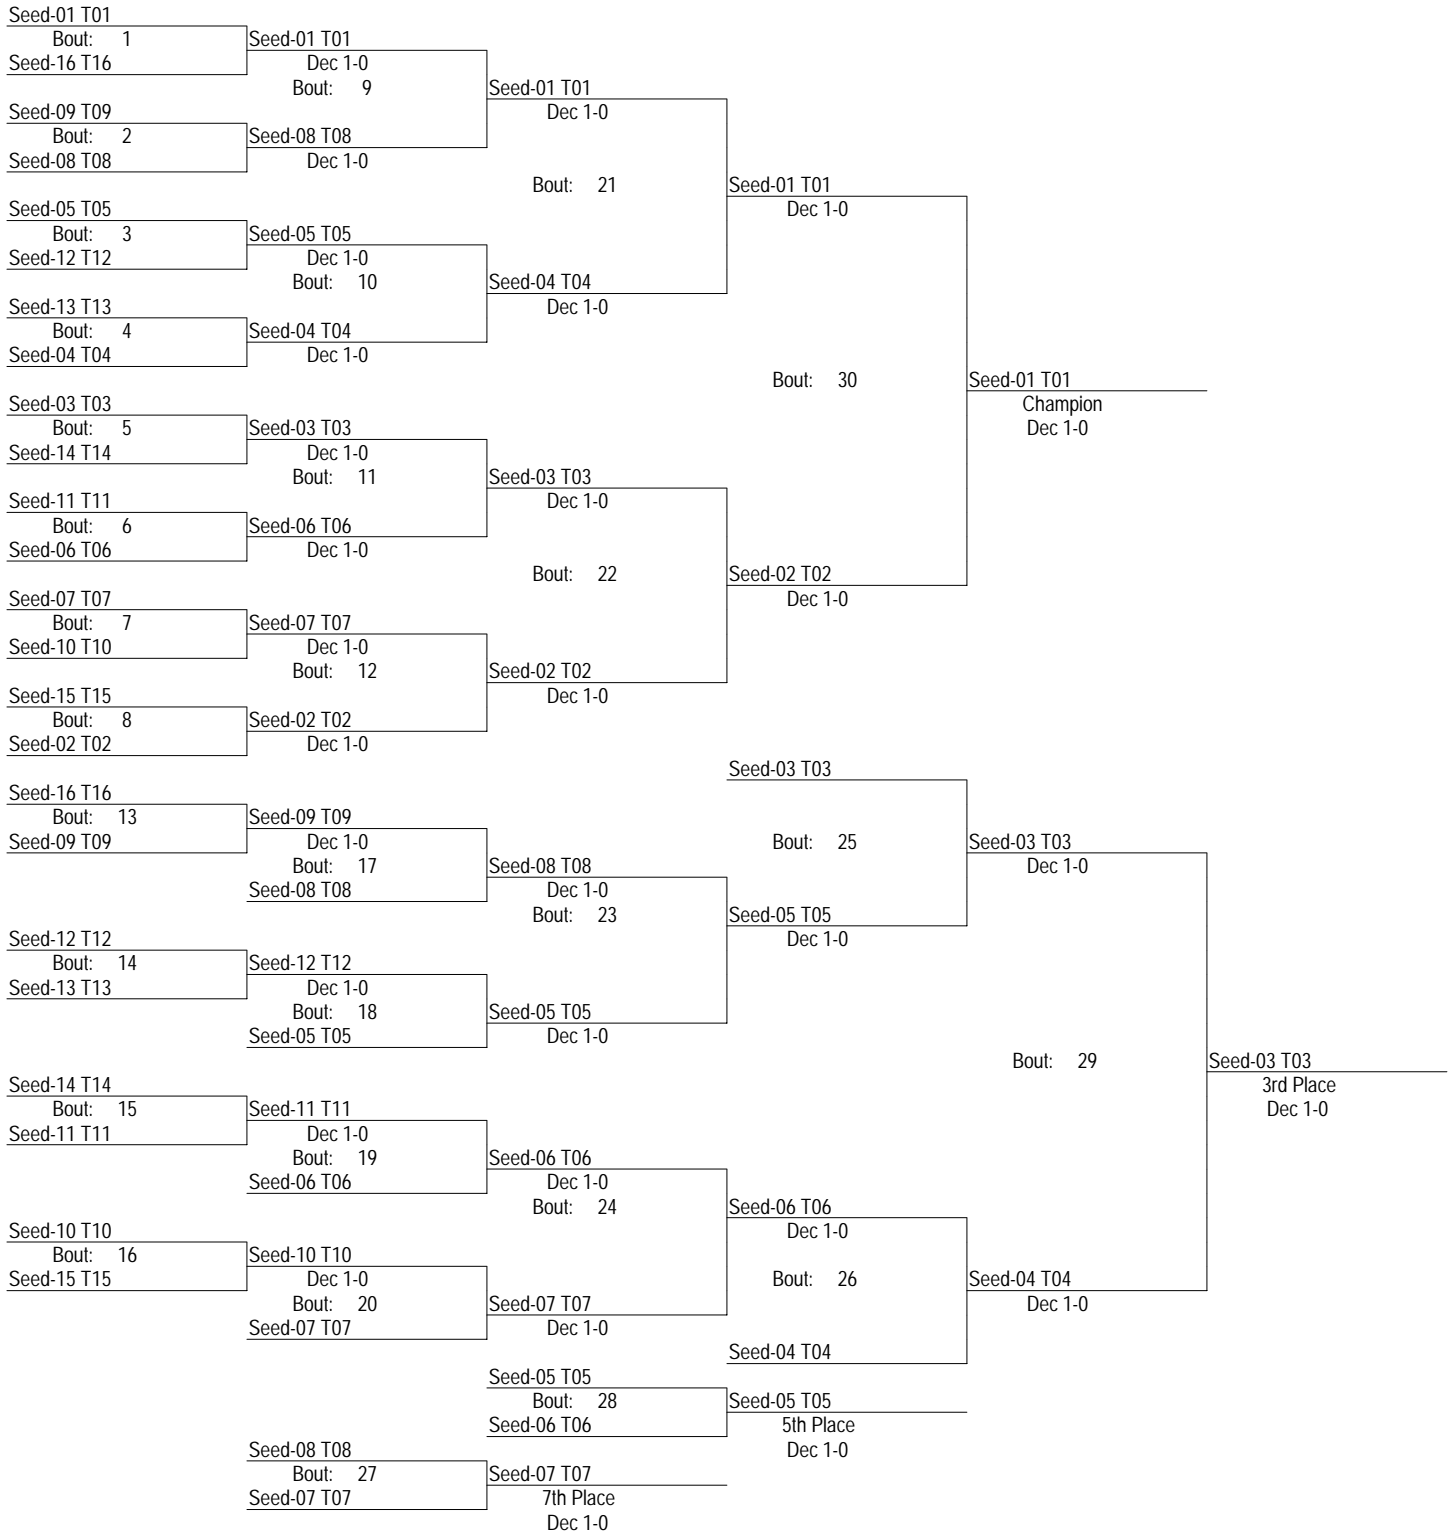 Seed-01 T01
Bout: 1
Seed-01 T01
Seed-16 T16
Dec 1-0
Bout: 9
Seed-01 T01
Seed-09 T09
Dec 1-0
Bout: 2
Seed-08 T08
Seed-08 T08
Dec 1-0
Bout: 21
Seed-01 T01
Seed-05 T05
Dec 1-0
Bout: 3
Seed-05 T05
Seed-12 T12
Dec 1-0
Bout: 10
Seed-04 T04
Seed-13 T13
Dec 1-0
Bout: 4
Seed-04 T04
Seed-04 T04
Dec 1-0
Bout: 30
Seed-01 T01
Seed-03 T03
Champion
Bout: 5
Seed-03 T03
Dec 1-0
Seed-14 T14
Dec 1-0
Bout: 11
Seed-03 T03
Seed-11 T11
Dec 1-0
Bout: 6
Seed-06 T06
Seed-06 T06
Dec 1-0
Bout: 22
Seed-02 T02
Seed-07 T07
Dec 1-0
Bout: 7
Seed-07 T07
Seed-10 T10
Dec 1-0
Bout: 12
Seed-02 T02
Seed-15 T15
Dec 1-0
Bout: 8
Seed-02 T02
Seed-02 T02
Dec 1-0
Seed-03 T03
Seed-16 T16
Bout: 13
Seed-09 T09
Seed-09 T09
Dec 1-0
Bout: 25
Seed-03 T03
Bout: 17
Seed-08 T08
Dec 1-0
Seed-08 T08
Dec 1-0
Bout: 23
Seed-05 T05
Seed-12 T12
Dec 1-0
Bout: 14
Seed-12 T12
Seed-13 T13
Dec 1-0
Bout: 18
Seed-05 T05
Seed-05 T05
Dec 1-0
Bout: 29
Seed-03 T03
Seed-14 T14
3rd Place
Bout: 15
Seed-11 T11
Dec 1-0
Seed-11 T11
Dec 1-0
Bout: 19
Seed-06 T06
Seed-06 T06
Dec 1-0
Bout: 24
Seed-06 T06
Seed-10 T10
Dec 1-0
Bout: 16
Seed-10 T10
Seed-15 T15
Dec 1-0
Bout: 26
Seed-04 T04
Bout: 20
Seed-07 T07
Dec 1-0
Seed-07 T07
Dec 1-0
Seed-04 T04
Seed-05 T05
Bout: 28
Seed-05 T05
Seed-06 T06
5th Place
Seed-08 T08
Dec 1-0
Bout: 27
Seed-07 T07
Seed-07 T07
7th Place
Dec 1-0